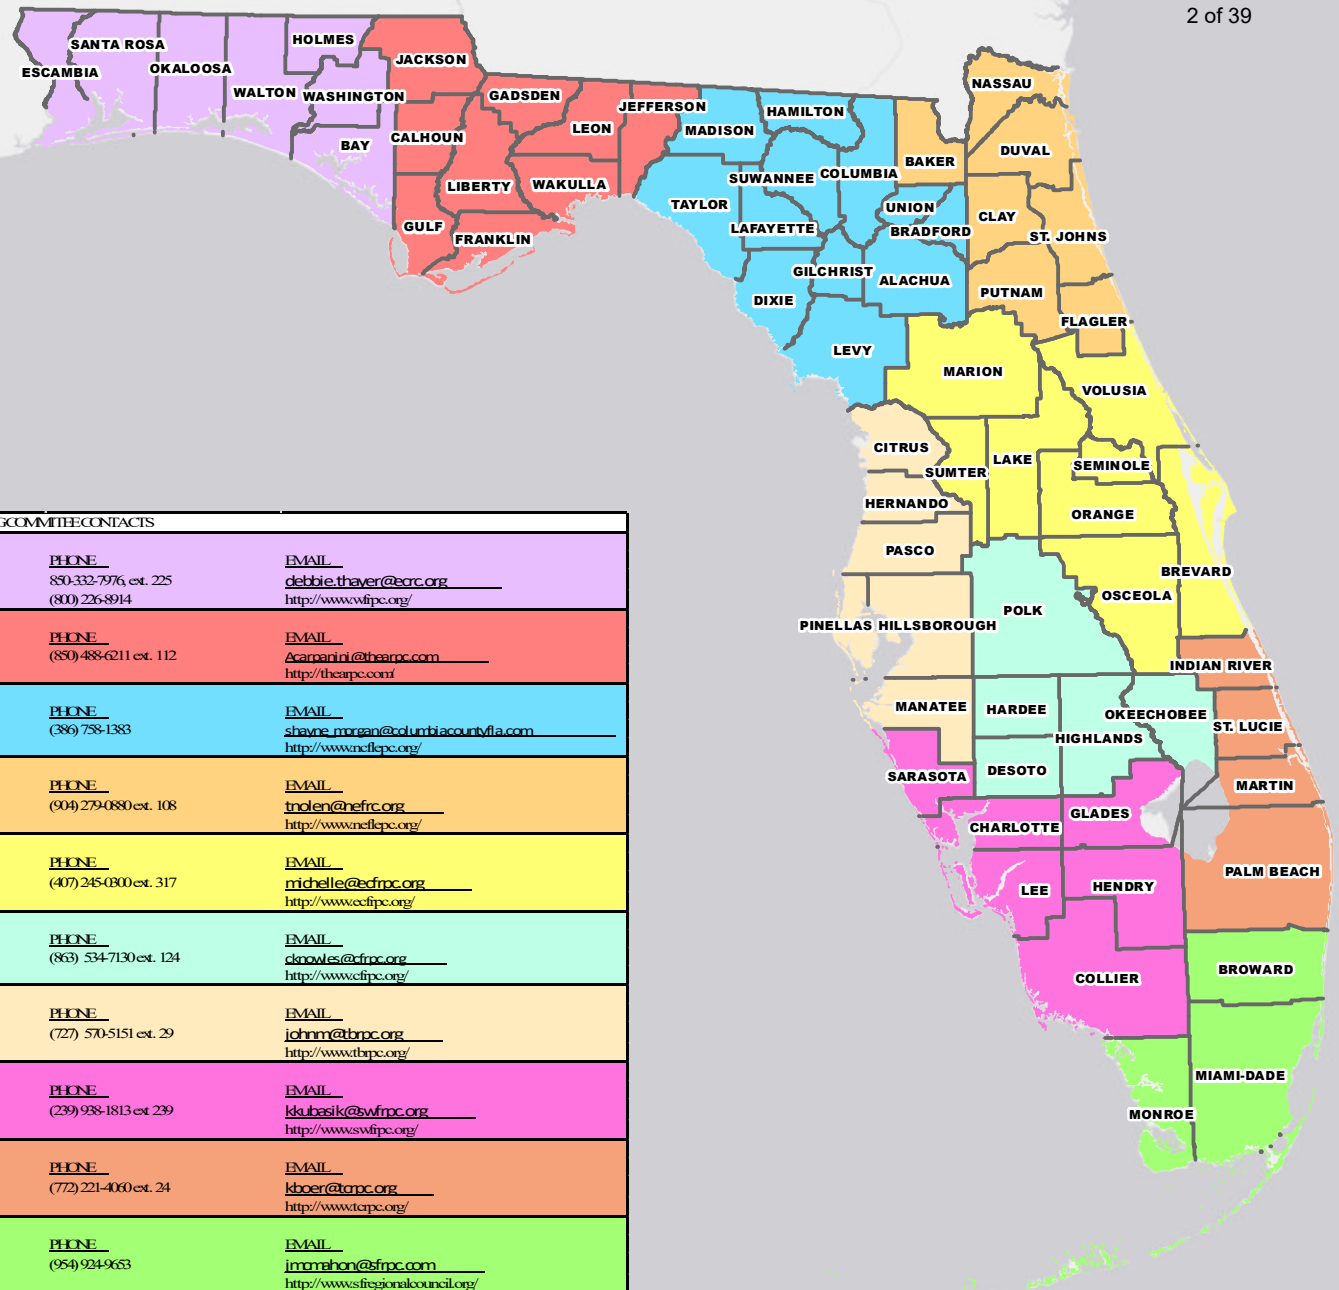 2 of 39
HOLMES
SANTA ROSA
JACKSON
ESCAMBIA
OKALOOSA
WALTON
WASHINGTON
GADSDEN
NASSAU
JEFFERSON
HAMILTON
LEON
MADISON
CALHOUN
BAY
DUVAL
BAKER
SUWANNEE
COLUMBIA
LIBERTY
WAKULLA
TAYLOR
UNION
CLAY
GULF
LAFAYETTE
BRADFORD
ST. JOHNS
FRANKLIN
GILCHRIST
ALACHUA
DIXIE
PUTNAM
FLAGLER
LEVY
MARION
VOLUSIA
CITRUS
LAKE
SEMINOLE
SUMTER
HERNANDO
ORANGE
PASCO
BREVARD
OSCEOLA
POLK
PINELLAS
HILLSBOROUGH
INDIAN RIVER
MANATEE
HARDEE
OKEECHOBEE
ST. LUCIE
HIGHLANDS
SARASOTA
DESOTO
MARTIN
GLADES
CHARLOTTE
PALM BEACH
LEE
HENDRY
BROWARD
COLLIER
MIAMI-DADE
MONROE
GCOMMITEE CONTACTS
PHONE EMAIL
850-332-7976, ext. 225 debbie.thayer@ecrc.org
(800) 226-8914 http://www.wfrpc.org/
PHONE EMAIL
(850) 488-6211 ext. 112 Acarpanini@thearpc.com
http://thearpc.com/
PHONE EMAIL
(386) 758-1383 shayne_morgan@columbiacountyfla.com
http://www.ncflepc.org/
PHONE EMAIL
(904) 279-0880 ext. 108 tnolen@nefrc.org
http://www.neflepc.org/
PHONE EMAIL
(407) 245-0300 ext. 317 michelle@ecfrpc.org
http://www.ecfrpc.org/
PHONE EMAIL
(863) 534-7130 ext. 124 cknowles@cfrpc.org
http://www.cfrpc.org/
PHONE EMAIL
(727) 570-5151 ext. 29 johnm@tbrpc.org
http://www.tbrpc.org/
PHONE EMAIL
(239) 938-1813 ext 239 kkubasik@swfrpc.org
http://www.swfrpc.org/
PHONE EMAIL
(772) 221-4060 ext. 24 kboer@tcrpc.org
http://www.tcrpc.org/
PHONE EMAIL
(954) 924-9653 jmcmahon@sfrpc.com
http://www.sfregionalcouncil.org/